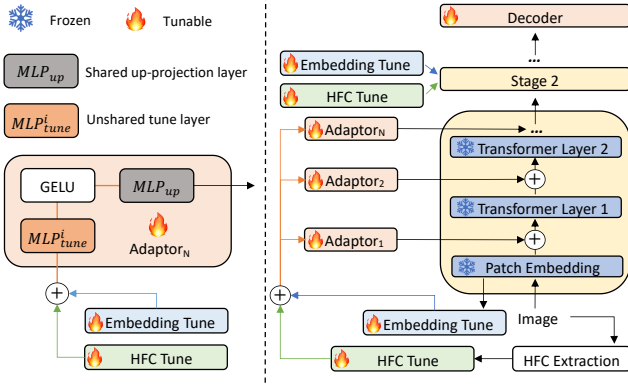 Frozen
Tunable
MLP_up
Shared up-projection layer
MLP^i_tune
Unshared tune layer
GELU
MLP_up
MLP^i_tune
Adaptor_N
+
Embedding Tune
HFC Tune
Decoder
...
Embedding Tune
HFC Tune
Stage 2
Adaptor_N
...
Transformer Layer 2
Adaptor_2
+
Transformer Layer 1
Adaptor_1
+
Patch Embedding
+
Embedding Tune
Image
HFC Tune
HFC Extraction